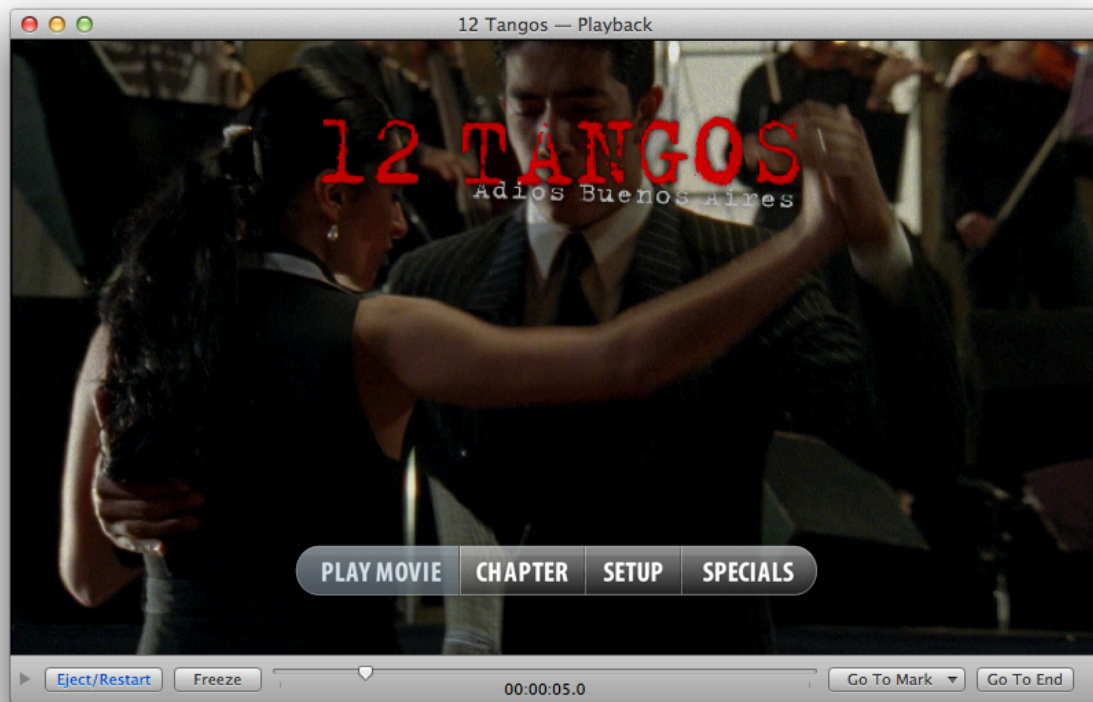 12 Tangos — Playback
12 TANGOS
Adios Buenos Aires
PLAY MOVIE CHAPTER SETUP SPECIALS
Eject/Restart Freeze 00:00:05.0 Go To Mark Go To End